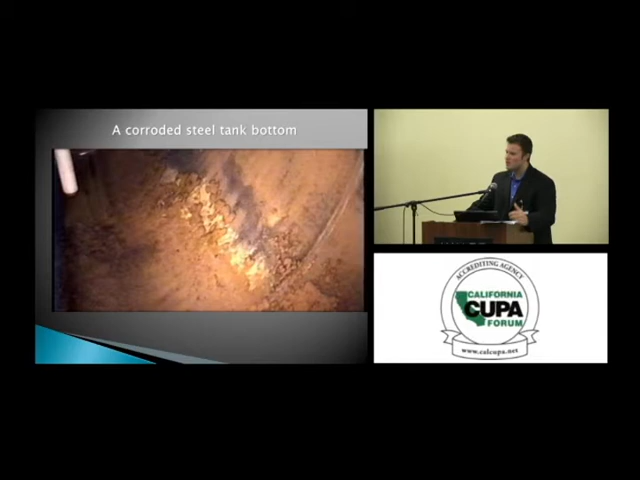 A corroded steel tank bottom
ACCREDITING AGENCY
CALIFORNIA
CUPA
FORUM
www.calcupa.net